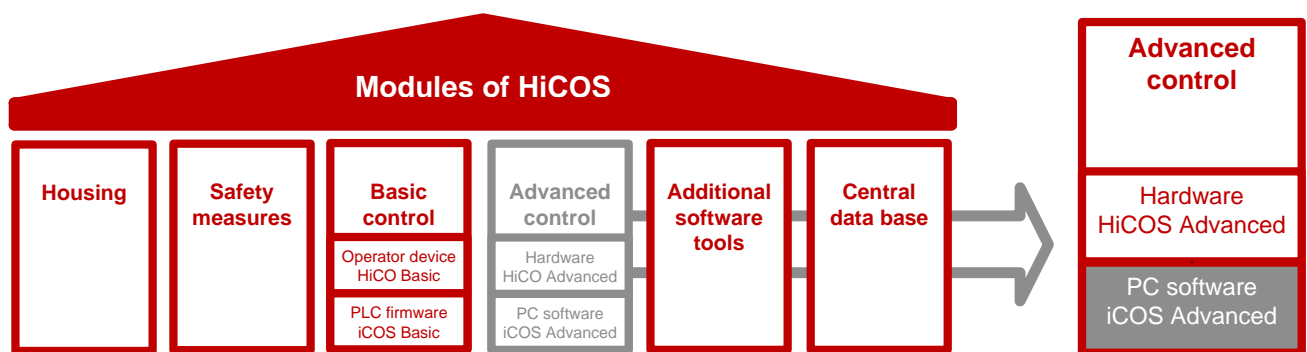 Modules of HiCOS
Housing
Safety
measures
Basic
control
Operator device
HiCO Basic
PLC firmware
iCOS Basic
Advanced
control
Hardware
HiCO Advanced
PC software
iCOS Advanced
Additional
software
tools
Central
data base
Advanced
control
Hardware
HiCOS Advanced
PC software
iCOS Advanced